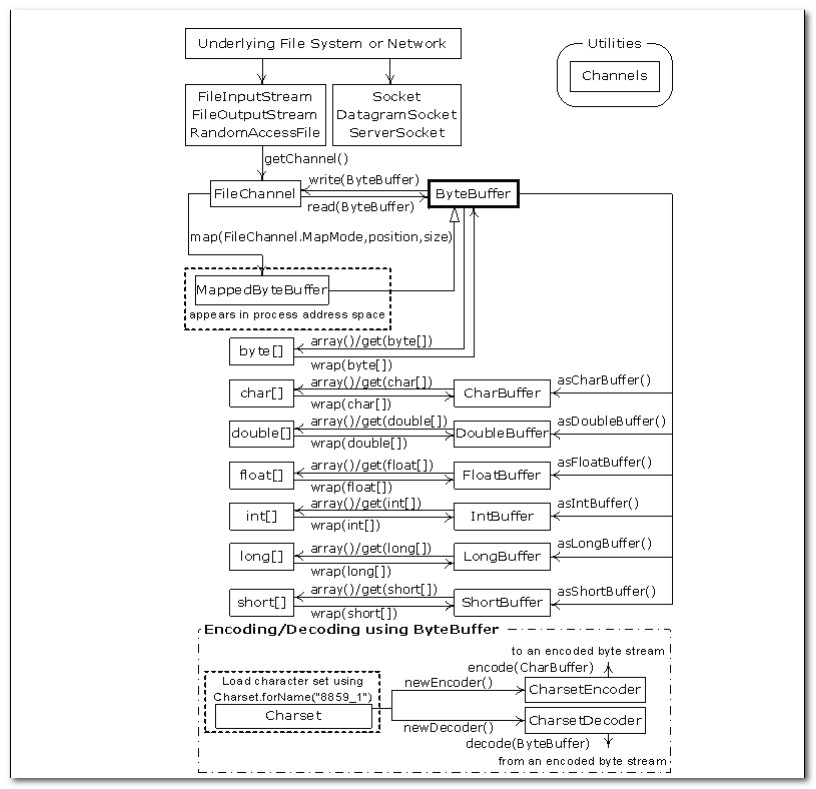 Underlying File System or Network
Utilities
Channels
FileInputStream
FileOutputStream
RandomAccessFile
Socket
DatagramSocket
ServerSocket
getChannel()
write(ByteBuffer)
FileChannel
ByteBuffer
read(ByteBuffer)
map(FileChannel.MapMode,position,size)
MappedByteBuffer
appears in process address space
array()/get(byte[])
byte[]
wrap(byte[])
array()/get(char[])
asCharBuffer()
char[]
CharBuffer
wrap(char[])
array()/get(double[])
asDoubleBuffer()
double[]
DoubleBuffer
wrap(double[])
array()/get(float[])
asFloatBuffer()
float[]
FloatBuffer
wrap(float[])
array()/get(int[])
asIntBuffer()
int[]
IntBuffer
wrap(int[])
array()/get(long[])
asLongBuffer()
long[]
LongBuffer
wrap(long[])
array()/get(short[])
asShortBuffer()
short[]
ShortBuffer
wrap(short[])
Encoding/Decoding using ByteBuffer
to an encoded byte stream
encode(CharBuffer)
Load character set using
Charset.forName("8859_1")
Charset
newEncoder()
CharsetEncoder
newDecoder()
CharsetDecoder
decode(ByteBuffer)
from an encoded byte stream